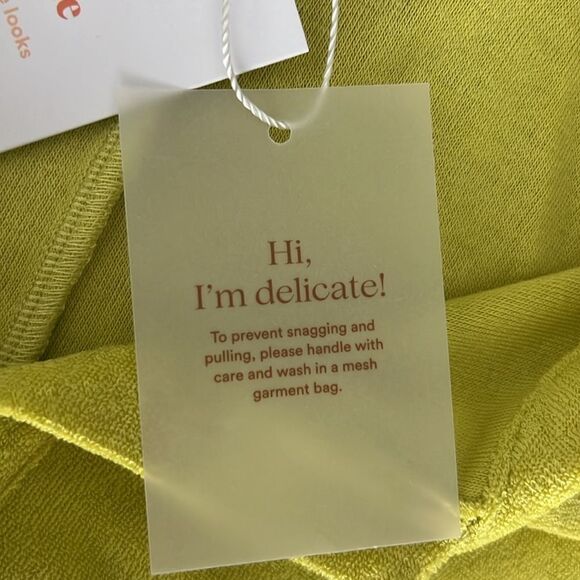 looks
Hi,
I'm delicate!
To prevent snagging and
pulling, please handle with
care and wash in a mesh
garment bag.